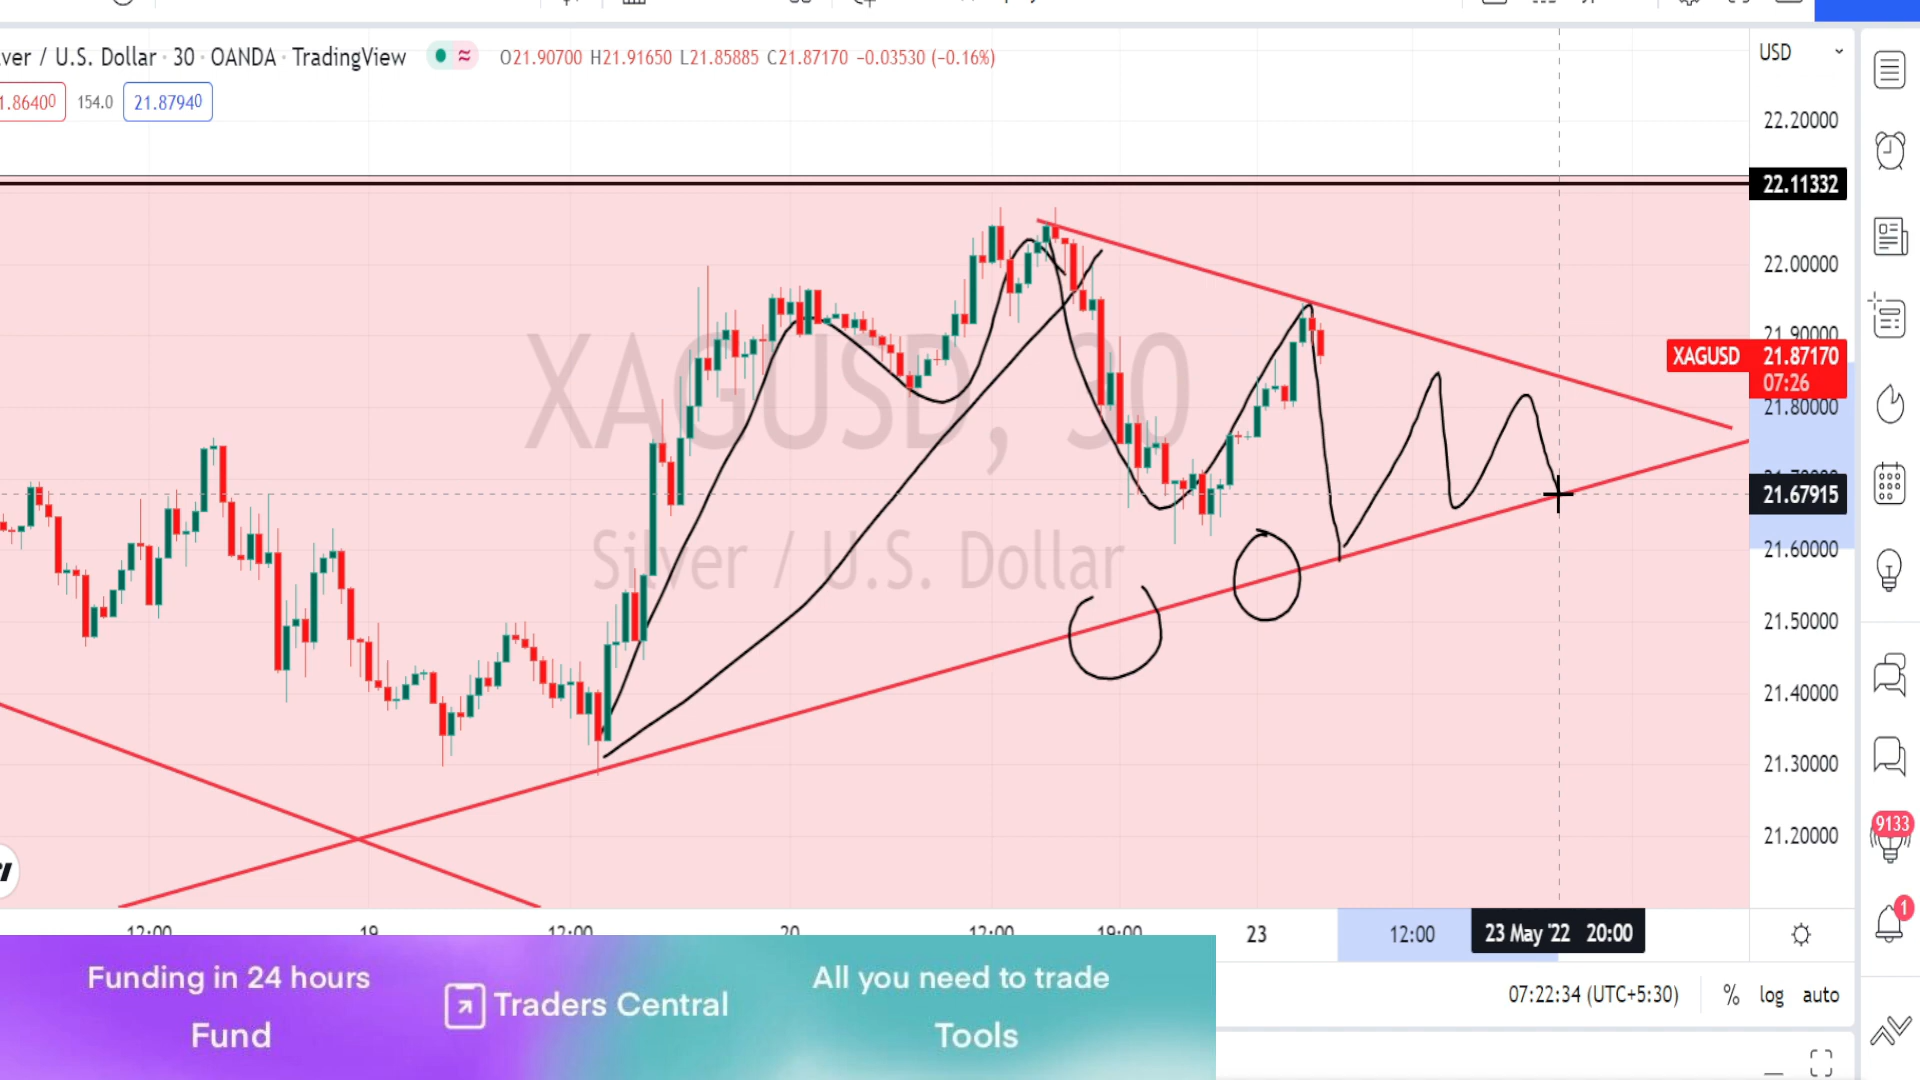 ver / U.S. Dollar · 30 · OANDA · TradingView
O21.90700 H21.91650 L21.85885 C21.87170 −0.03530 (−0.16%)
USD
1.86400 154.0 21.87940
22.20000
22.11332
22.00000
21.90000
XAGUSD 21.87170
07:26
21.80000
XAGUSD, 30
21.67915
Silver / U.S. Dollar
21.60000
21.50000
21.40000
21.30000
21.20000
9133
1
12:00 19 12:00 20 12:00 19:00 23 12:00 23 May '22 20:00
Funding in 24 hours
Fund
Traders Central
All you need to trade
Tools
07:22:34 (UTC+5:30) % log auto